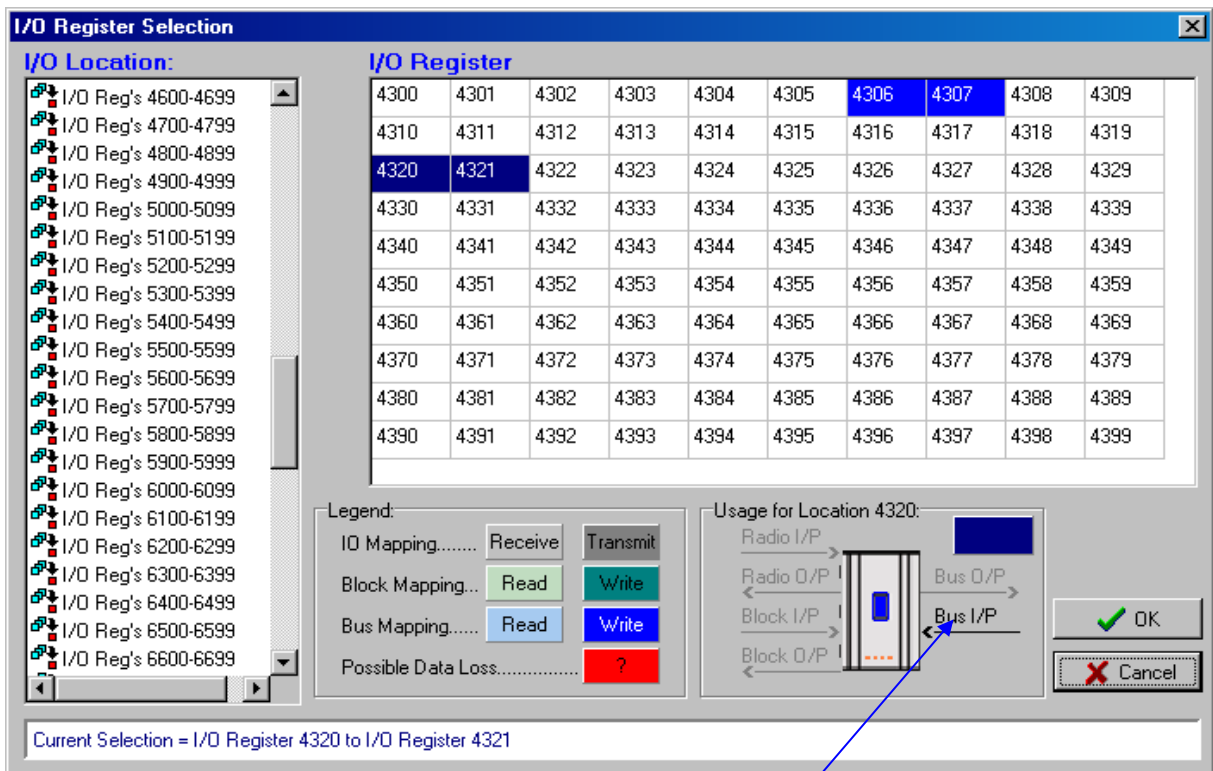 I/O Register Selection
I/O Location:
I/O Reg's 4600-4699
I/O Reg's 4700-4799
I/O Reg's 4800-4899
I/O Reg's 4900-4999
I/O Reg's 5000-5099
I/O Reg's 5100-5199
I/O Reg's 5200-5299
I/O Reg's 5300-5399
I/O Reg's 5400-5499
I/O Reg's 5500-5599
I/O Reg's 5600-5699
I/O Reg's 5700-5799
I/O Reg's 5800-5899
I/O Reg's 5900-5999
I/O Reg's 6000-6099
I/O Reg's 6100-6199
I/O Reg's 6200-6299
I/O Reg's 6300-6399
I/O Reg's 6400-6499
I/O Reg's 6500-6599
I/O Reg's 6600-6699
I/O Register
4300 4301 4302 4303 4304 4305 4306 4307 4308 4309
4310 4311 4312 4313 4314 4315 4316 4317 4318 4319
4320 4321 4322 4323 4324 4325 4326 4327 4328 4329
4330 4331 4332 4333 4334 4335 4336 4337 4338 4339
4340 4341 4342 4343 4344 4345 4346 4347 4348 4349
4350 4351 4352 4353 4354 4355 4356 4357 4358 4359
4360 4361 4362 4363 4364 4365 4366 4367 4368 4369
4370 4371 4372 4373 4374 4375 4376 4377 4378 4379
4380 4381 4382 4383 4384 4385 4386 4387 4388 4389
4390 4391 4392 4393 4394 4395 4396 4397 4398 4399
Legend:
IO Mapping........ Receive Transmit
Block Mapping... Read Write
Bus Mapping...... Read Write
Possible Data Loss............... ?
Usage for Location 4320:
Radio I/P
Radio O/P Bus O/P
Block I/P Bus I/P
Block O/P
OK
Cancel
Current Selection = I/O Register 4320 to I/O Register 4321